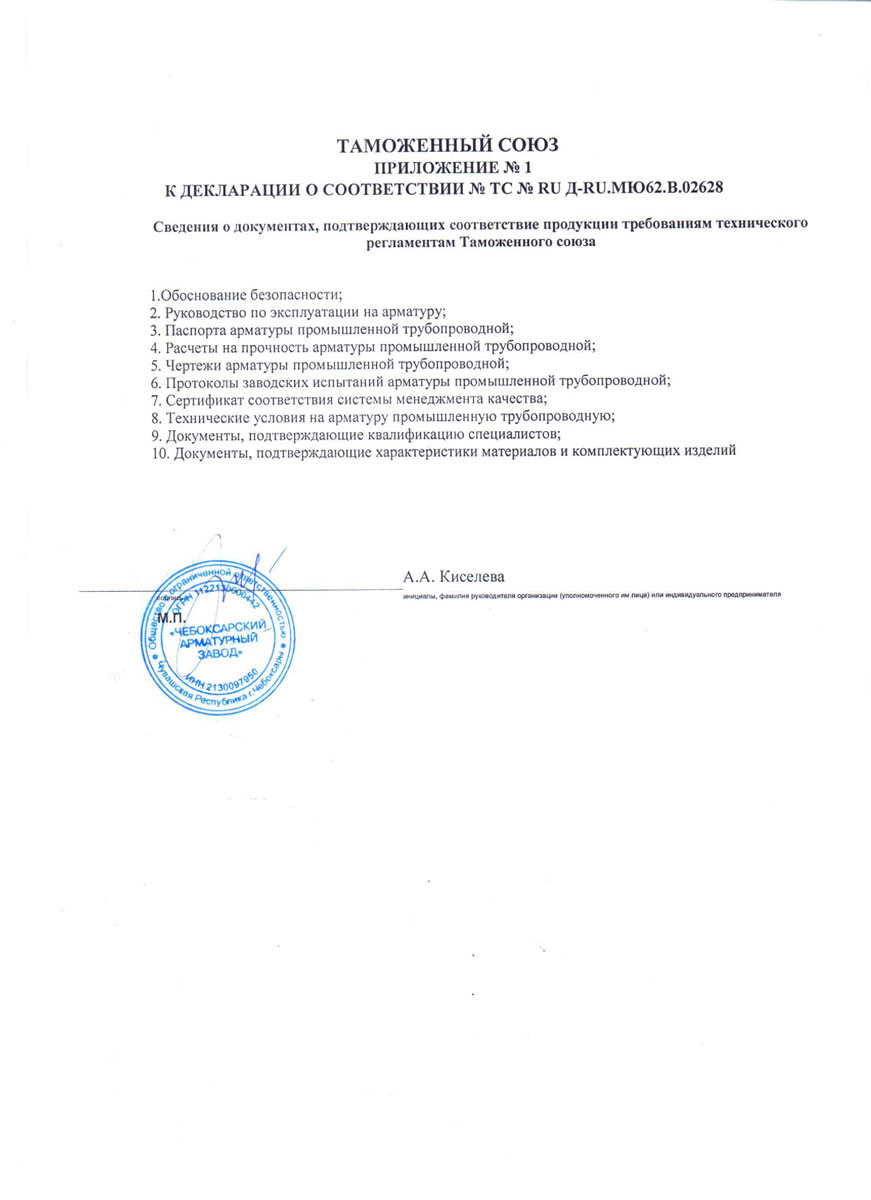 ТАМОЖЕННЫЙ СОЮЗ
ПРИЛОЖЕНИЕ № 1
К ДЕКЛАРАЦИИ О СООТВЕТСТВИИ № ТС № RU Д-RU.МЮ62.В.02628
Сведения о документах, подтверждающих соответствие продукции требованиям технического
регламентам Таможенного союза
1.Обоснование безопасности;
2. Руководство по эксплуатации на арматуру;
3. Паспорта арматуры промышленной трубопроводной;
4. Расчеты на прочность арматуры промышленной трубопроводной;
5. Чертежи арматуры промышленной трубопроводной;
6. Протоколы заводских испытаний арматуры промышленной трубопроводной;
7. Сертификат соответствия системы менеджмента качества;
8. Технические условия на арматуру промышленную трубопроводную;
9. Документы, подтверждающие квалификацию специалистов;
10. Документы, подтверждающие характеристики материалов и комплектующих изделий
А.А. Киселева
подпись
инициалы, фамилия руководителя организации (уполномоченного им лица) или индивидуального предпринимателя
М.П.
Общество с ограниченной ответственностью
ОГРН 1122130000442
«ЧЕБОКСАРСКИЙ
АРМАТУРНЫЙ
ЗАВОД»
ИНН 2130097950
Чувашская Республика г.Чебоксары